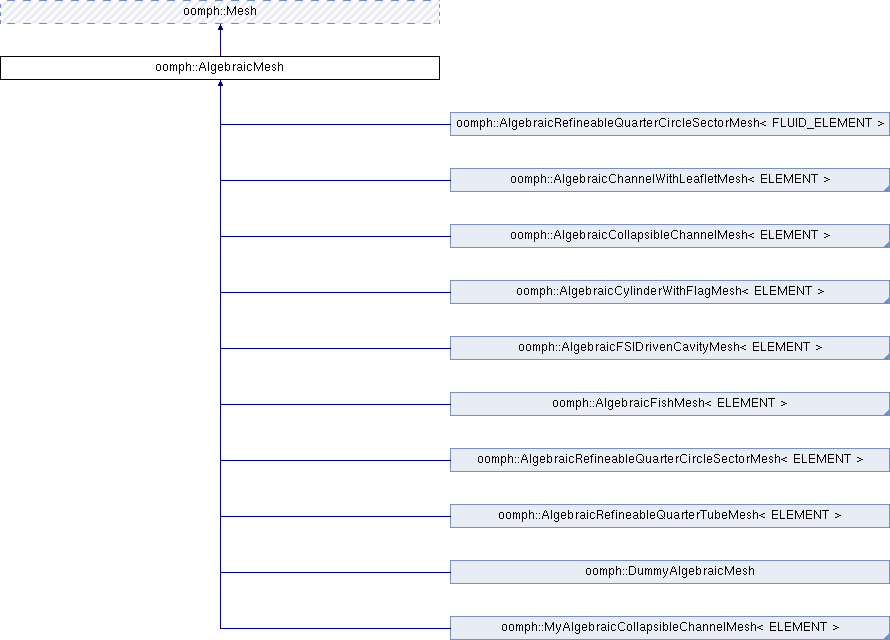 oomph::Mesh
oomph::AlgebraicMesh
oomph::AlgebraicRefineableQuarterCircleSectorMesh< FLUID_ELEMENT >
oomph::AlgebraicChannelWithLeafletMesh< ELEMENT >
oomph::AlgebraicCollapsibleChannelMesh< ELEMENT >
oomph::AlgebraicCylinderWithFlagMesh< ELEMENT >
oomph::AlgebraicFSIDrivenCavityMesh< ELEMENT >
oomph::AlgebraicFishMesh< ELEMENT >
oomph::AlgebraicRefineableQuarterCircleSectorMesh< ELEMENT >
oomph::AlgebraicRefineableQuarterTubeMesh< ELEMENT >
oomph::DummyAlgebraicMesh
oomph::MyAlgebraicCollapsibleChannelMesh< ELEMENT >